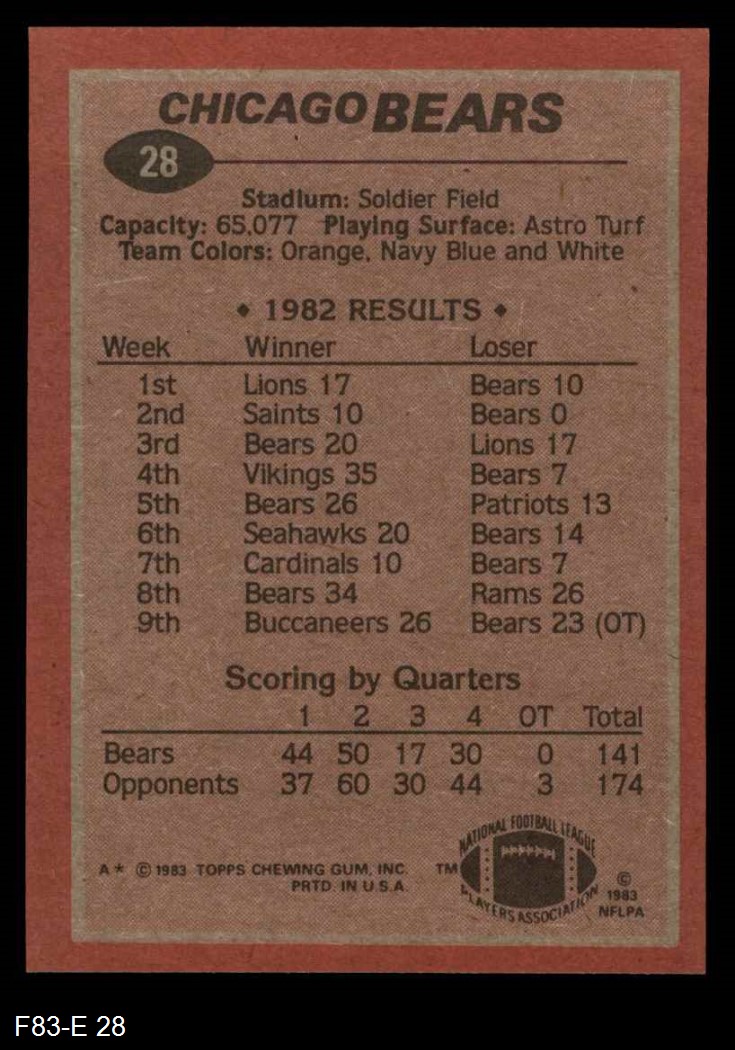 CHICAGO BEARS
28
Stadium: Soldier Field
Capacity: 65,077 Playing Surface: Astro Turf
Team Colors: Orange, Navy Blue and White
◆ 1982 RESULTS ◆
Week Winner Loser
1st Lions 17 Bears 10
2nd Saints 10 Bears 0
3rd Bears 20 Lions 17
4th Vikings 35 Bears 7
5th Bears 26 Patriots 13
6th Seahawks 20 Bears 14
7th Cardinals 10 Bears 7
8th Bears 34 Rams 26
9th Buccaneers 26 Bears 23 (OT)
Scoring by Quarters
1 2 3 4 OT Total
Bears 44 50 17 30 0 141
Opponents 37 60 30 44 3 174
A* © 1983 TOPPS CHEWING GUM, INC.
PRTD. IN U.S.A.
TM
NATIONAL FOOTBALL LEAGUE
PLAYERS ASSOCIATION
©
1983
NFLPA
F83-E 28